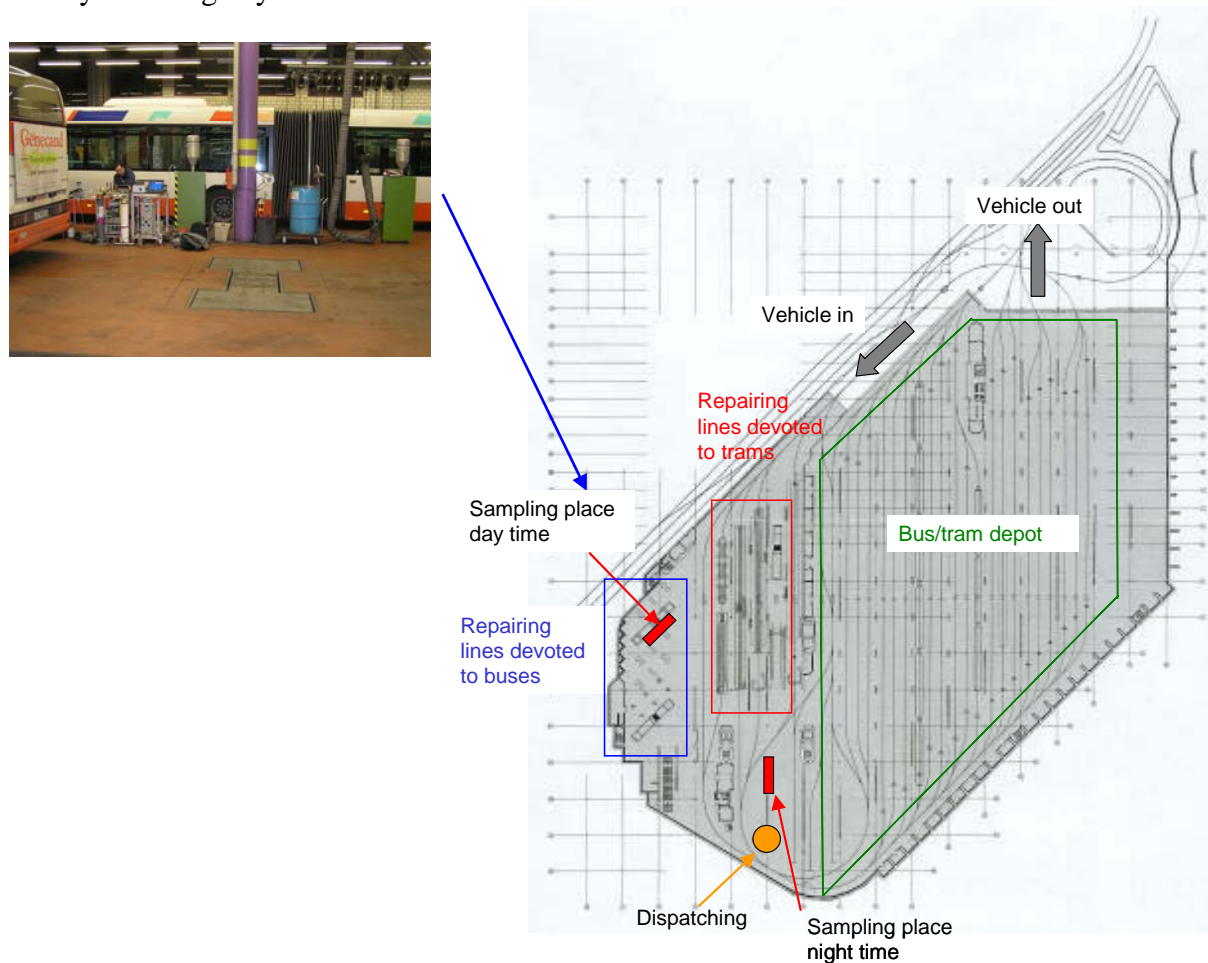 Genecand
Vehicle out
Vehicle in
Repairing
lines devoted
to trams
Sampling place
day time
Bus/tram depot
Repairing
lines devoted
to buses
Dispatching
Sampling place
night time